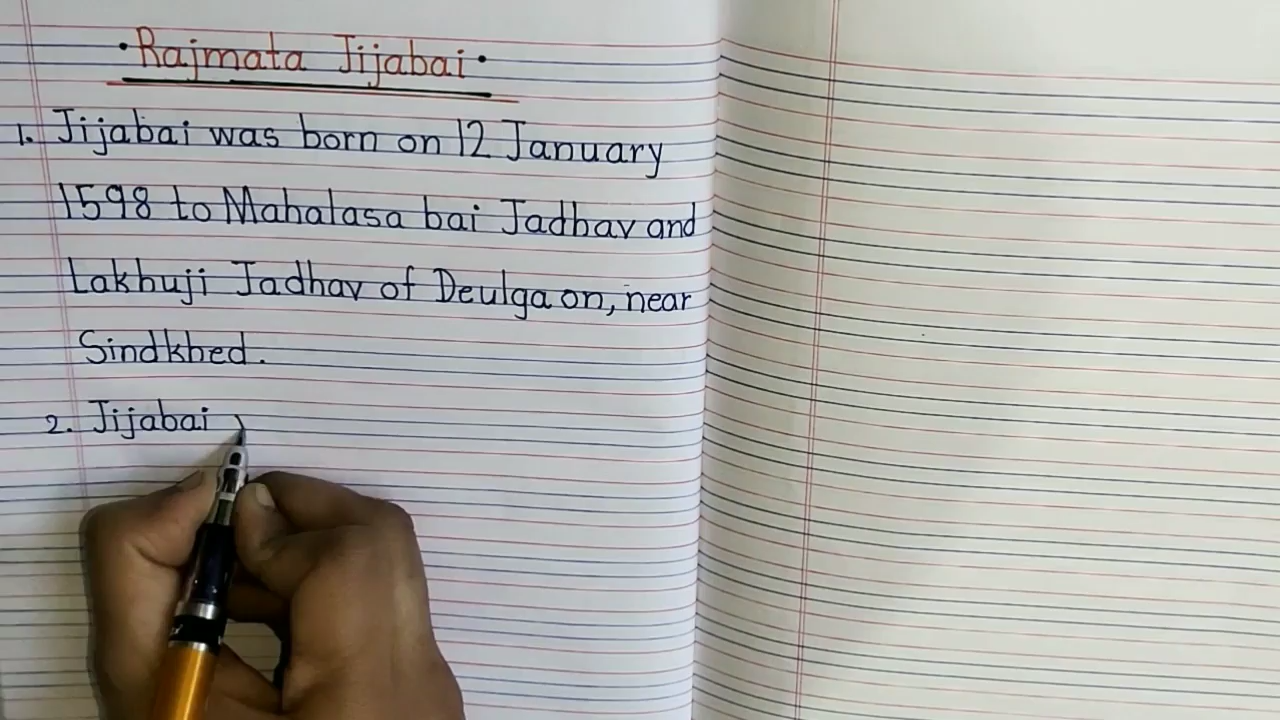 •Rajmata Jijabai•
1. Jijabai was born on 12 January
1598 to Mahalasa bai Jadhav and
Lakhuji Jadhav of Deulgaon, near
Sindkhed.
2. Jijabai